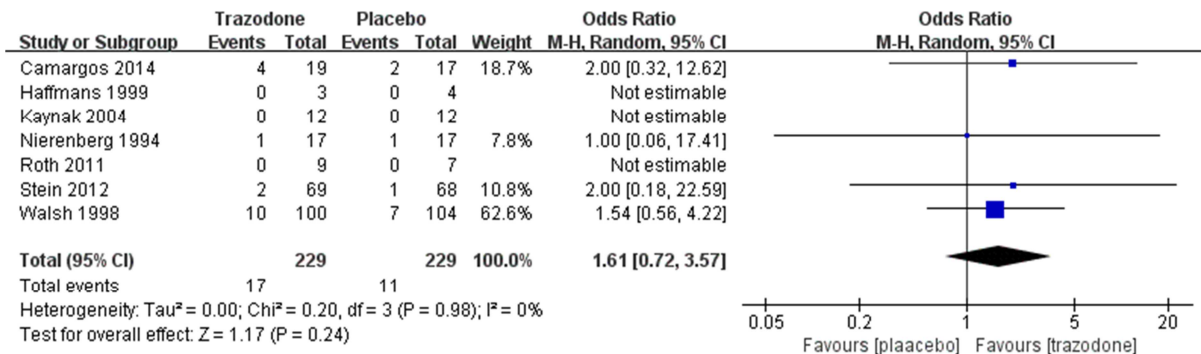 Trazodone Placebo Odds Ratio Odds Ratio
Study or Subgroup Events Total Events Total Weight M-H, Random, 95% CI M-H, Random, 95% CI
Camargos 2014 4 19 2 17 18.7% 2.00 [0.32, 12.62]
Haffmans 1999 0 3 0 4 Not estimable
Kaynak 2004 0 12 0 12 Not estimable
Nierenberg 1994 1 17 1 17 7.8% 1.00 [0.06, 17.41]
Roth 2011 0 9 0 7 Not estimable
Stein 2012 2 69 1 68 10.8% 2.00 [0.18, 22.59]
Walsh 1998 10 100 7 104 62.6% 1.54 [0.56, 4.22]
Total (95% CI) 229 229 100.0% 1.61 [0.72, 3.57]
Total events 17 11
Heterogeneity: Tau² = 0.00; Chi² = 0.20, df = 3 (P = 0.98); I² = 0%
Test for overall effect: Z = 1.17 (P = 0.24)
0.05 0.2 1 5 20
Favours [plaacebo] Favours [trazodone]